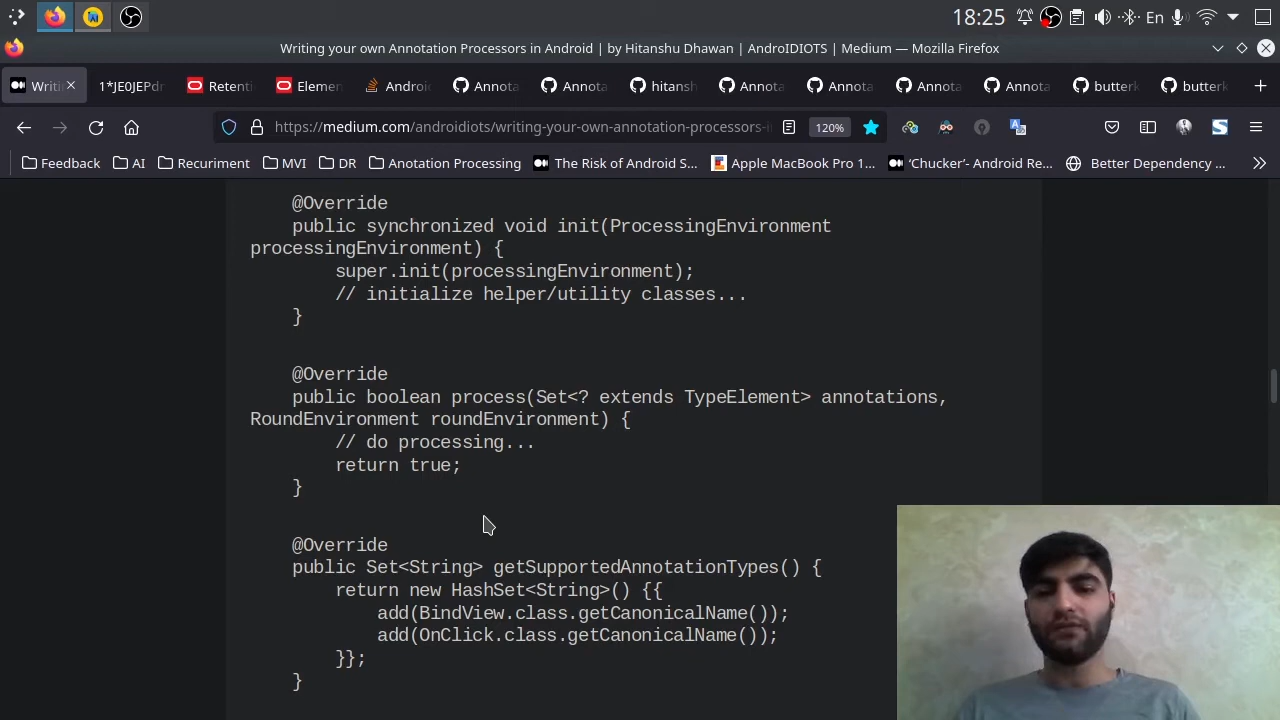 18:25
En
Writing your own Annotation Processors in Android | by Hitanshu Dhawan | AndroIDIOTS | Medium — Mozilla Firefox
Writi
1*JE0JEPdr
Retenti
Elemen
Androi
Annota
Annota
hitansh
Annota
Annota
Annota
Annota
butterk
butterk
https://medium.com/androidiots/writing-your-own-annotation-processors-i
120%
Feedback
AI
Recuriment
MVI
DR
Anotation Processing
The Risk of Android S...
Apple MacBook Pro 1...
‘Chucker’- Android Re...
Better Dependency ...
@Override
public synchronized void init(ProcessingEnvironment
processingEnvironment) {
super.init(processingEnvironment);
// initialize helper/utility classes...
}
@Override
public boolean process(Set<? extends TypeElement> annotations,
RoundEnvironment roundEnvironment) {
// do processing...
return true;
}
@Override
public Set<String> getSupportedAnnotationTypes() {
return new HashSet<String>() {{
add(BindView.class.getCanonicalName());
add(OnClick.class.getCanonicalName());
}};
}